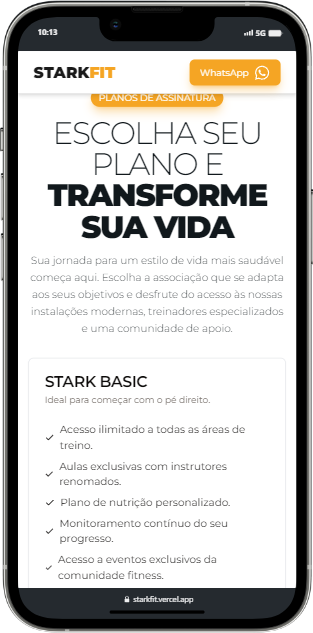 10:13
5G
STARKFIT
WhatsApp
PLANOS DE ASSINATURA
ESCOLHA SEU
PLANO E
TRANSFORME
SUA VIDA
Sua jornada para um estilo de vida mais saudável
começa aqui. Escolha a associação que se adapta
aos seus objetivos e desfrute do acesso às nossas
instalações modernas, treinadores especializados
e uma comunidade de apoio.
STARK BASIC
Ideal para começar com o pé direito.
Acesso ilimitado a todas as áreas de
treino.
Aulas exclusivas com instrutores
renomados.
Plano de nutrição personalizado.
Monitoramento contínuo do seu
progresso.
Acesso a eventos exclusivos da
comunidade fitness.
starkfit.vercel.app